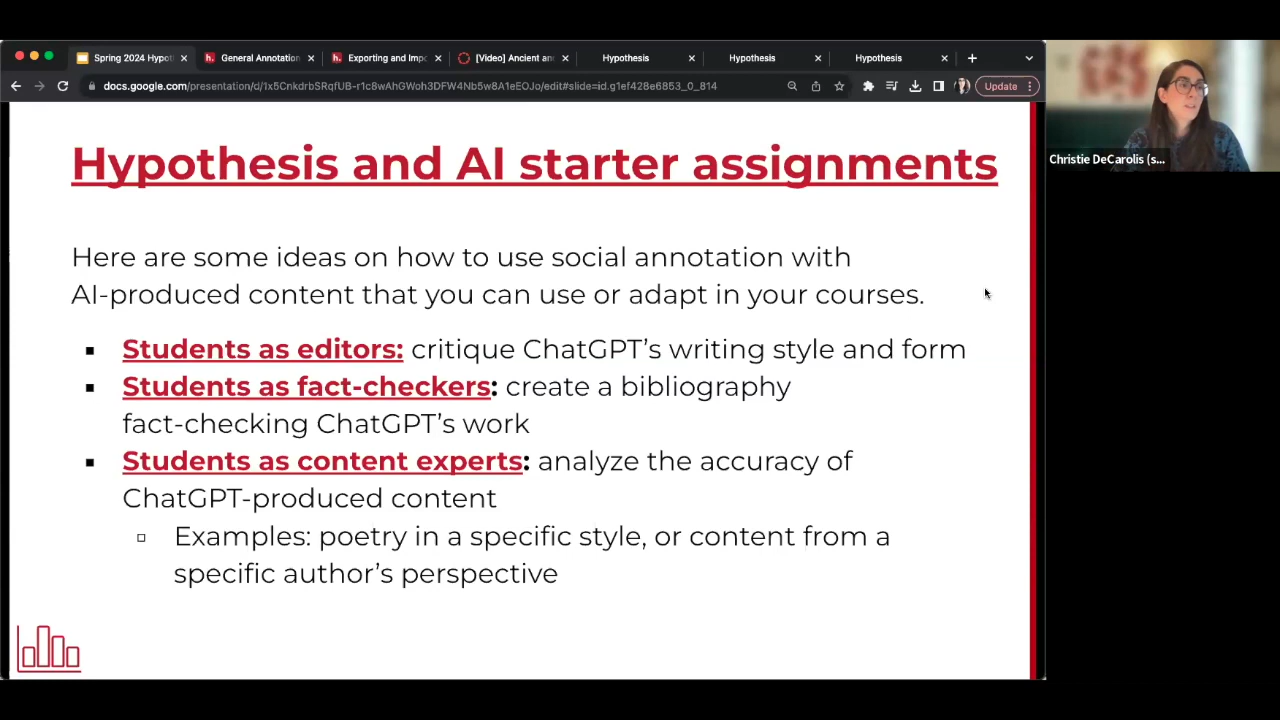 Spring 2024 Hypot
General Annotation
Exporting and Impo
[Video] Ancient an
Hypothesis
Hypothesis
Hypothesis
docs.google.com/presentation/d/1x5CnkdrbSRqfUB-r1c8wAhGWoh3DFW4Nb5w8A1eEOJo/edit#slide=id.g1ef428e6853_0_814
Update
Christie DeCarolis (s...
Hypothesis and AI starter assignments
Here are some ideas on how to use social annotation with
AI-produced content that you can use or adapt in your courses.
Students as editors: critique ChatGPT’s writing style and form
Students as fact-checkers: create a bibliography
fact-checking ChatGPT’s work
Students as content experts: analyze the accuracy of
ChatGPT-produced content
Examples: poetry in a specific style, or content from a
specific author’s perspective